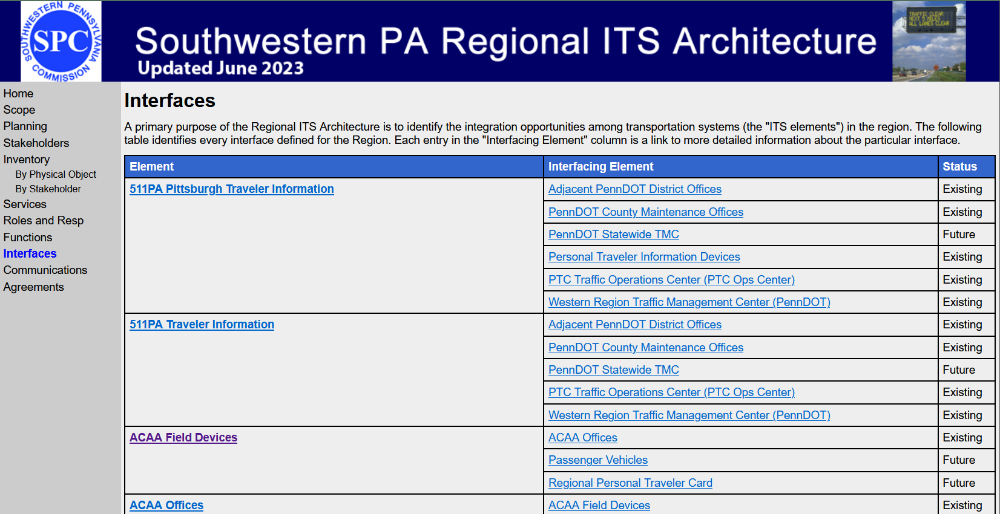 SOUTHWESTERN PENNSYLVANIA
SPC
COMMISSION
Southwestern PA Regional ITS Architecture
Updated June 2023
TRAFFIC CLEAR
NEXT 5 MILES
ALL LANES CLEAR
Home
Scope
Planning
Stakeholders
Inventory
By Physical Object
By Stakeholder
Services
Roles and Resp
Functions
Interfaces
Communications
Agreements
Interfaces
A primary purpose of the Regional ITS Architecture is to identify the integration opportunities among transportation systems (the "ITS elements") in the region. The following
table identifies every interface defined for the Region. Each entry in the "Interfacing Element" column is a link to more detailed information about the particular interface.
Element Interfacing Element Status
511PA Pittsburgh Traveler Information Adjacent PennDOT District Offices Existing
PennDOT County Maintenance Offices Existing
PennDOT Statewide TMC Future
Personal Traveler Information Devices Existing
PTC Traffic Operations Center (PTC Ops Center) Existing
Western Region Traffic Management Center (PennDOT) Existing
511PA Traveler Information Adjacent PennDOT District Offices Existing
PennDOT County Maintenance Offices Existing
PennDOT Statewide TMC Future
PTC Traffic Operations Center (PTC Ops Center) Existing
Western Region Traffic Management Center (PennDOT) Existing
ACAA Field Devices ACAA Offices Existing
Passenger Vehicles Future
Regional Personal Traveler Card Future
ACAA Offices ACAA Field Devices Existing